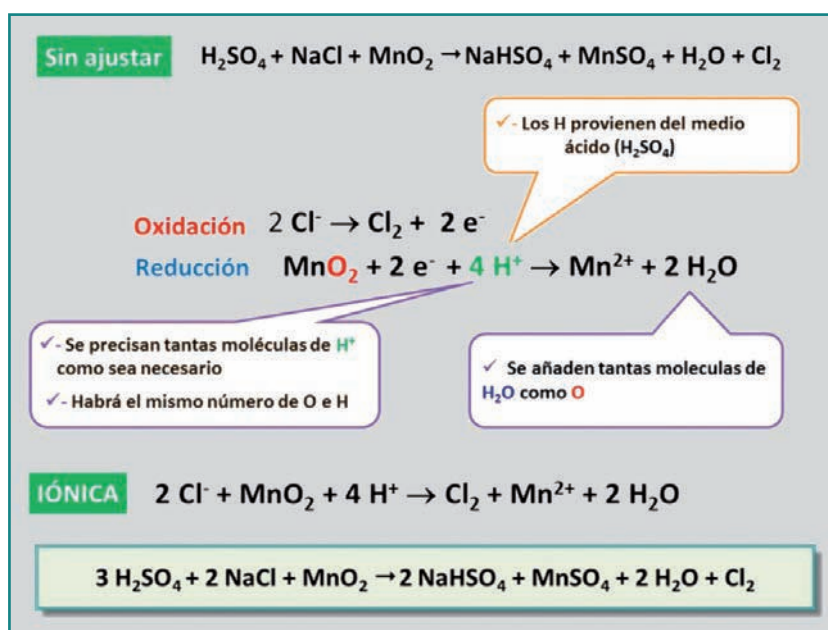 Sin ajustar H₂SO₄ + NaCl + MnO₂ → NaHSO₄ + MnSO₄ + H₂O + Cl₂
✓- Los H provienen del medio
ácido (H₂SO₄)
Oxidación 2 Cl⁻ → Cl₂ + 2 e⁻
Reducción MnO₂ + 2 e⁻ + 4 H⁺ → Mn²⁺ + 2 H₂O
✓- Se precisan tantas moléculas de H⁺
como sea necesario
✓- Habrá el mismo número de O e H
✓ Se añaden tantas moleculas de
H₂O como O
IÓNICA 2 Cl⁻ + MnO₂ + 4 H⁺ → Cl₂ + Mn²⁺ + 2 H₂O
3 H₂SO₄ + 2 NaCl + MnO₂ → 2 NaHSO₄ + MnSO₄ + 2 H₂O + Cl₂